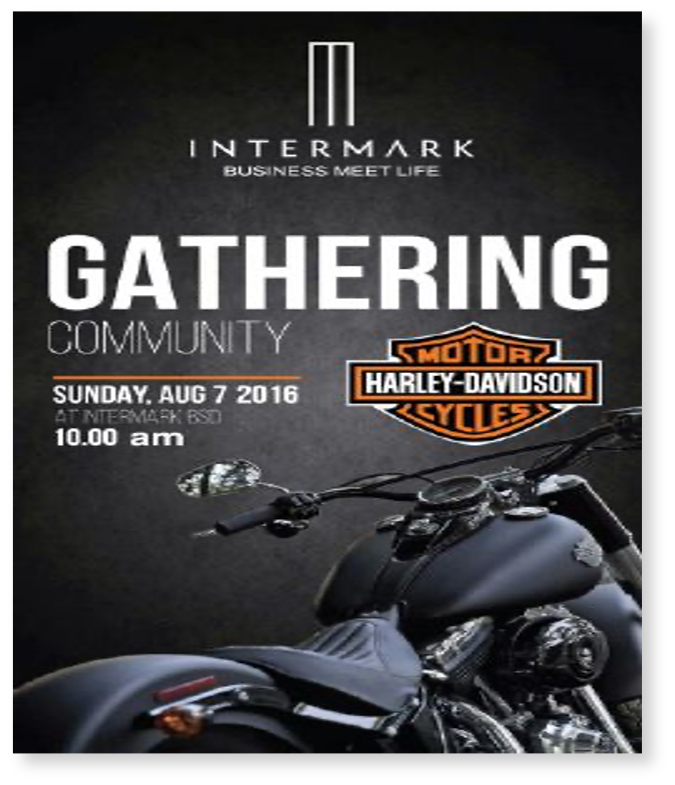 INTERMARK
BUSINESS MEET LIFE
GATHERING
COMMUNITY
MOTOR
HARLEY-DAVIDSON
CYCLES
SUNDAY, AUG 7 2016
AT INTERMARK BSD
10.00 am